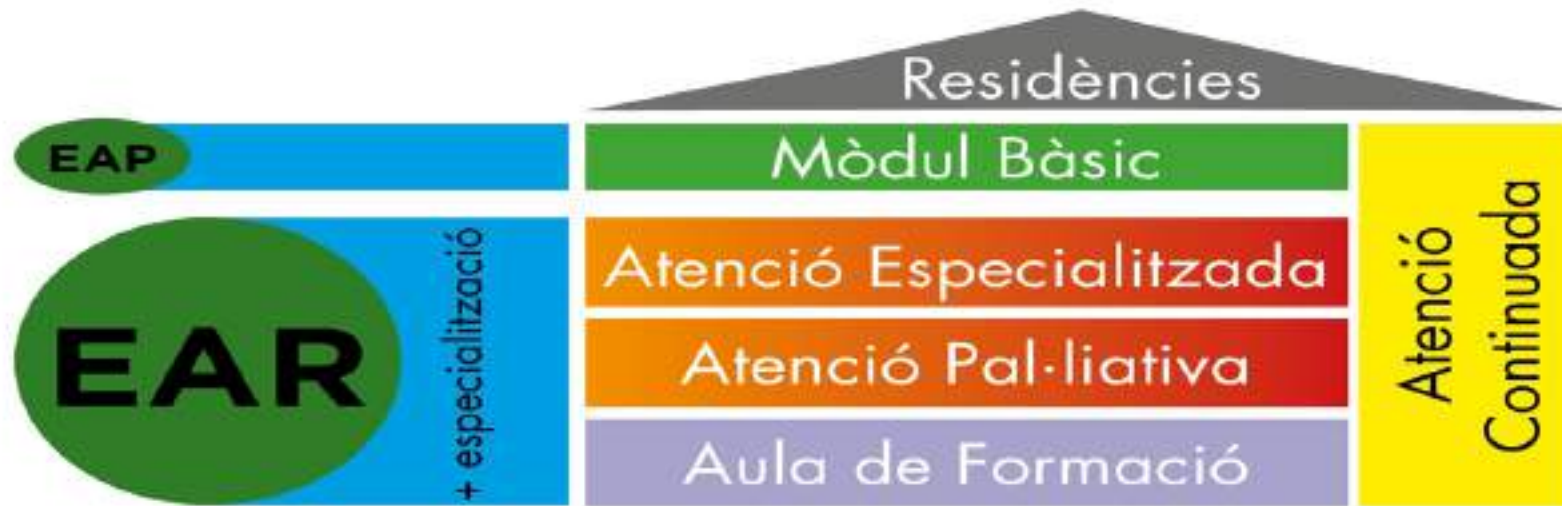 Residències
EAP
Mòdul Bàsic
EAR
+ especialització
Atenció Especialitzada
Atenció Pal·liativa
Aula de Formació
Atenció
Continuada